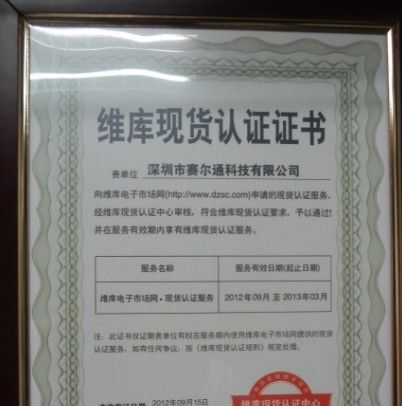 维库现货认证证书
贵单位 深圳市赛尔通科技有限公司
向维库电子市场网(http://www.dzsc.com)申请的现货认证服务,
经维库现货认证中心审核, 符合维库现货认证要求, 予以通过!
并在服务有效期内享有维库现货认证服务。
服务名称 服务有效日期(起止日期)
维库电子市场网·现货认证服务 2012年09月 至 2013年03月
注: 此证书仅证明贵单位有权在服务期内使用维库电子市场网提供的现货
认证服务, 如有任何争议, 按《维库现货认证规则》规定处理。
2012年09月15日
维库现货认证中心